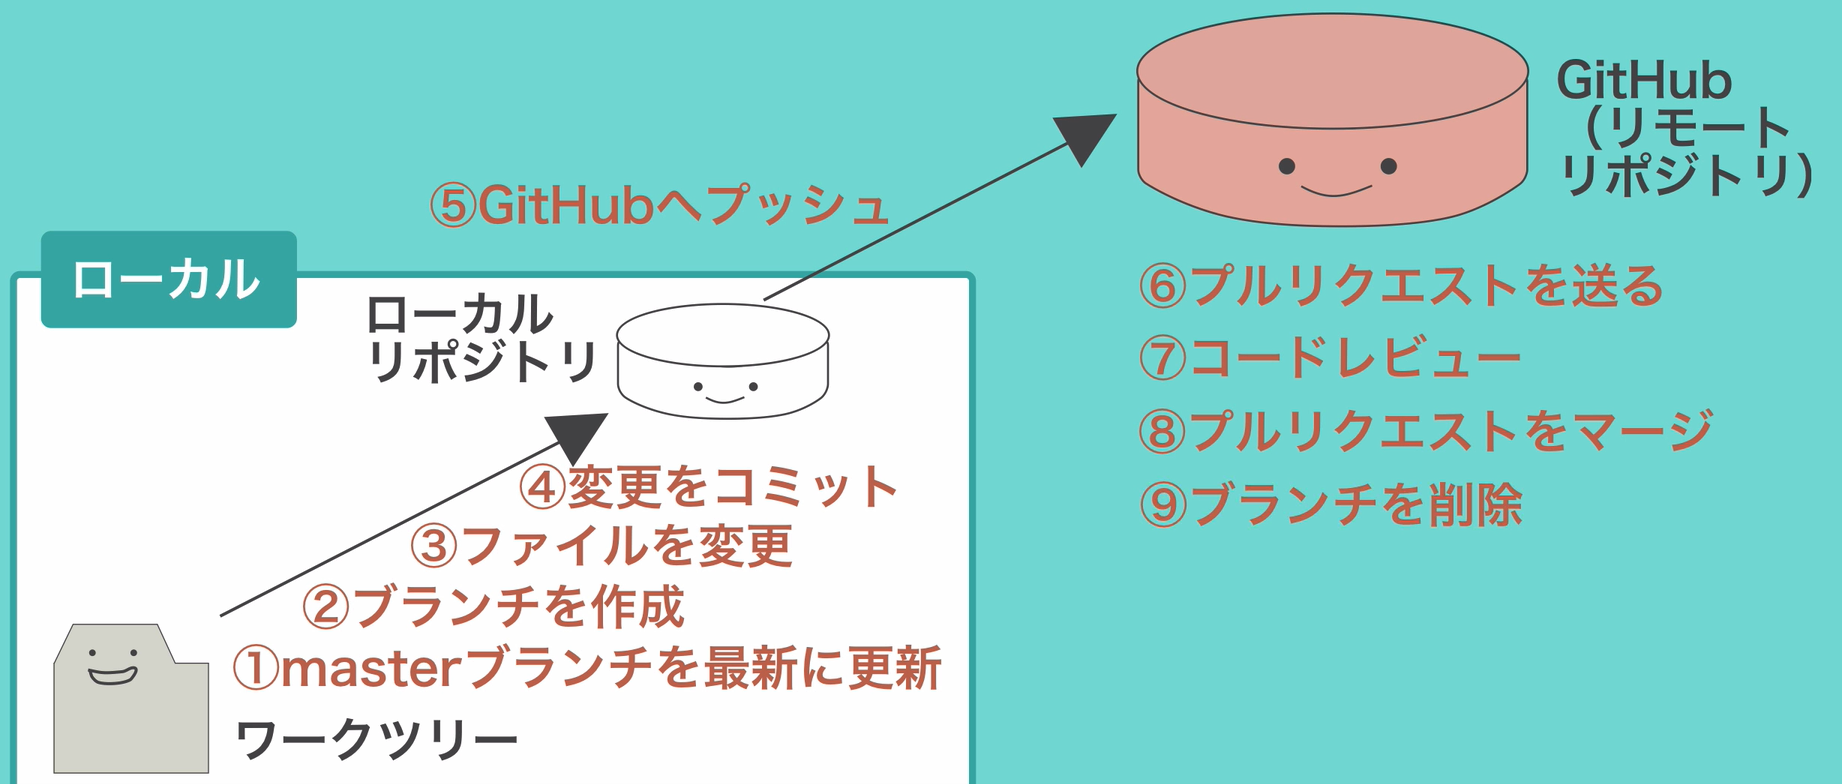 GitHub
（リモート
リポジトリ）
⑤GitHubへプッシュ
ローカル
ローカル
リポジトリ
⑥プルリクエストを送る
⑦コードレビュー
⑧プルリクエストをマージ
⑨ブランチを削除
④変更をコミット
③ファイルを変更
②ブランチを作成
①masterブランチを最新に更新
ワークツリー